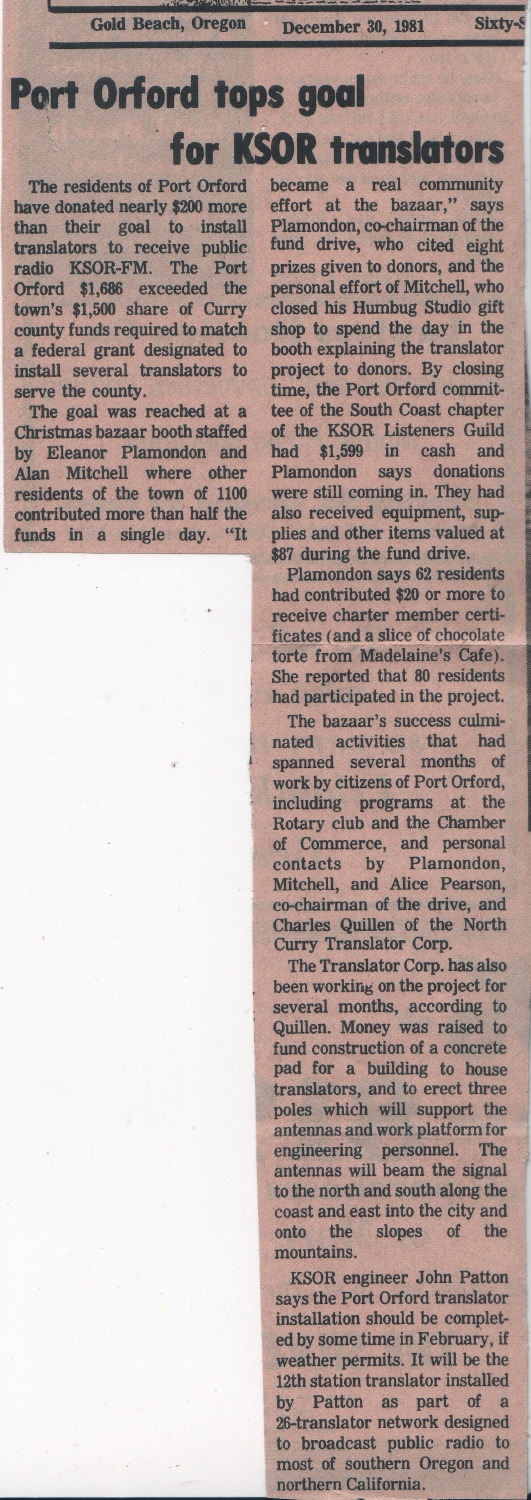 Gold Beach, Oregon December 30, 1981 Sixty-
Port Orford tops goal
for KSOR translators
The residents of Port Orford
have donated nearly $200 more
than their goal to install
translators to receive public
radio KSOR-FM. The Port
Orford $1,686 exceeded the
town's $1,500 share of Curry
county funds required to match
a federal grant designated to
install several translators to
serve the county.
The goal was reached at a
Christmas bazaar booth staffed
by Eleanor Plamondon and
Alan Mitchell where other
residents of the town of 1100
contributed more than half the
funds in a single day. "It
became a real community
effort at the bazaar," says
Plamondon, co-chairman of the
fund drive, who cited eight
prizes given to donors, and the
personal effort of Mitchell, who
closed his Humbug Studio gift
shop to spend the day in the
booth explaining the translator
project to donors. By closing
time, the Port Orford commit-
tee of the South Coast chapter
of the KSOR Listeners Guild
had $1,599 in cash and
Plamondon says donations
were still coming in. They had
also received equipment, sup-
plies and other items valued at
$87 during the fund drive.
Plamondon says 62 residents
had contributed $20 or more to
receive charter member certi-
ficates (and a slice of chocolate
torte from Madelaine's Cafe).
She reported that 80 residents
had participated in the project.
The bazaar's success culmi-
nated activities that had
spanned several months of
work by citizens of Port Orford,
including programs at the
Rotary club and the Chamber
of Commerce, and personal
contacts by Plamondon,
Mitchell, and Alice Pearson,
co-chairman of the drive, and
Charles Quillen of the North
Curry Translator Corp.
The Translator Corp. has also
been working on the project for
several months, according to
Quillen. Money was raised to
fund construction of a concrete
pad for a building to house
translators, and to erect three
poles which will support the
antennas and work platform for
engineering personnel. The
antennas will beam the signal
to the north and south along the
coast and east into the city and
onto the slopes of the
mountains.
KSOR engineer John Patton
says the Port Orford translator
installation should be complet-
ed by some time in February, if
weather permits. It will be the
12th station translator installed
by Patton as part of a
26-translator network designed
to broadcast public radio to
most of southern Oregon and
northern California.